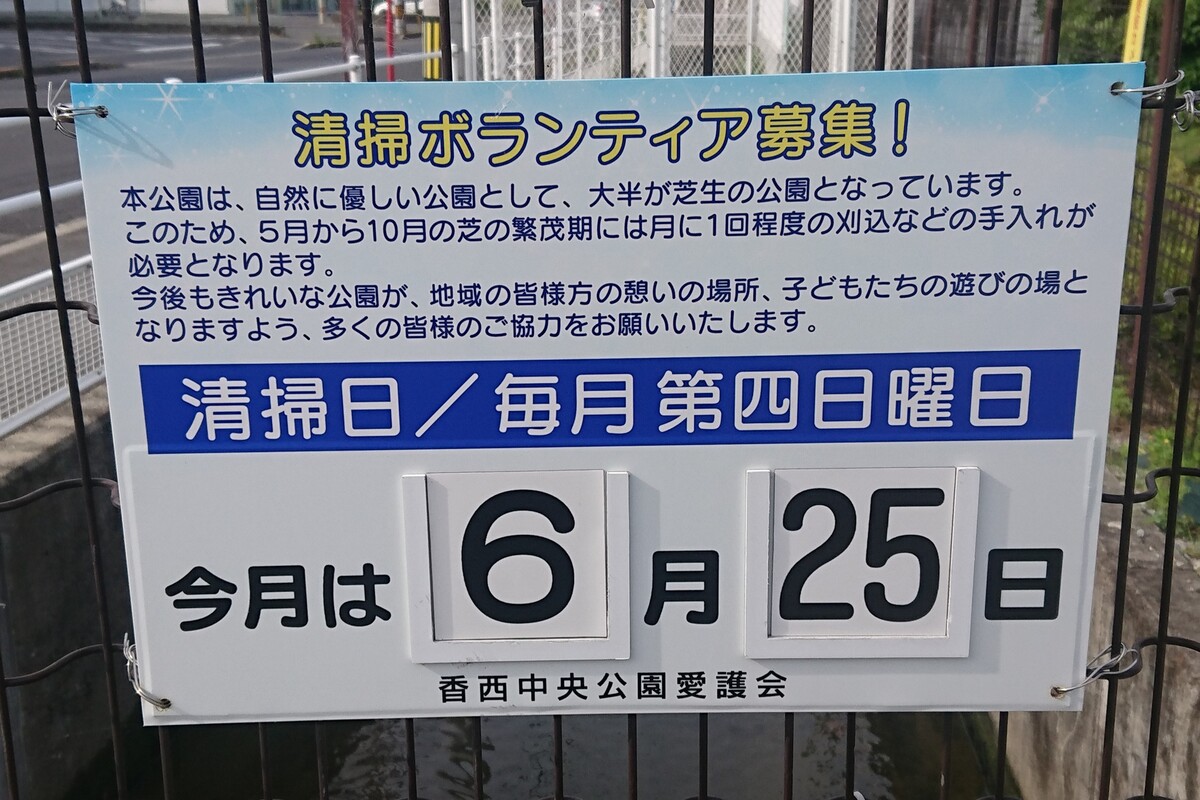 清掃ボランティア募集!
本公園は、自然に優しい公園として、大半が芝生の公園となっています。
このため、5月から10月の芝の繁茂期には月に1回程度の刈込などの手入れが
必要となります。
今後もきれいな公園が、地域の皆様方の憩いの場所、子どもたちの遊びの場と
なりますよう、多くの皆様のご協力をお願いいたします。
清掃日/毎月 第四日曜日
今月は 6 月 25 日
香西中央公園愛護会